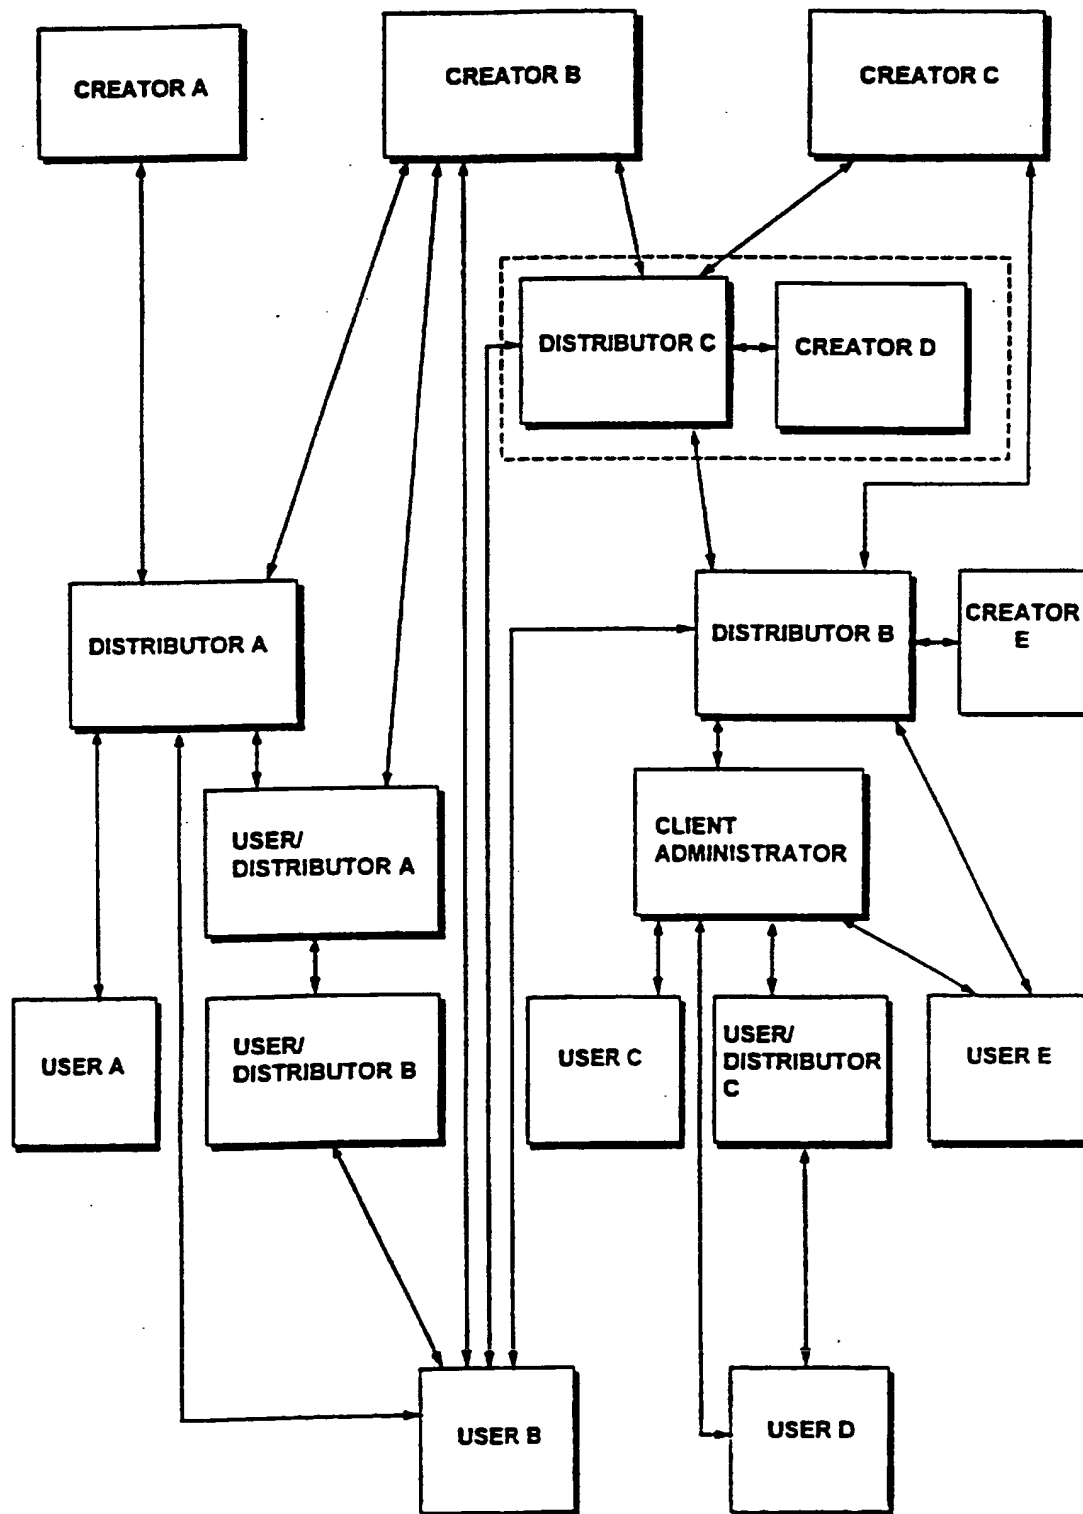 CREATOR A
CREATOR B
CREATOR C
DISTRIBUTOR C
CREATOR D
DISTRIBUTOR A
DISTRIBUTOR B
CREATOR
E
USER/
DISTRIBUTOR A
CLIENT
ADMINISTRATOR
USER A
USER/
DISTRIBUTOR B
USER C
USER/
DISTRIBUTOR
C
USER E
USER B
USER D